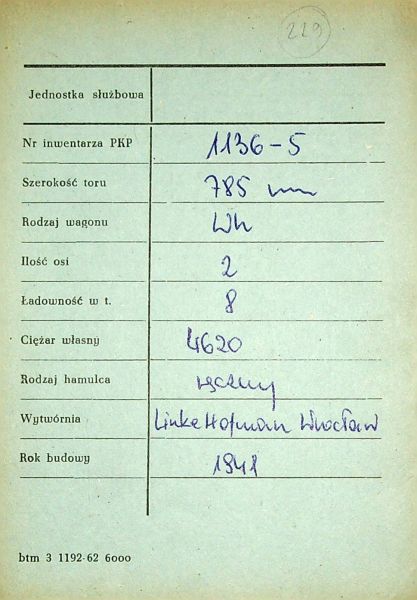 229
Jednostka służbowa
Nr inwentarza PKP 1136-5
Szerokość toru 785 mm
Rodzaj wagonu Wh
Ilość osi 2
Ładowność w t. 8
Ciężar własny 4620
Rodzaj hamulca ręczny
Wytwórnia Linke Hofman Wrocław
Rok budowy 1941
btm 3 1192-62 6000